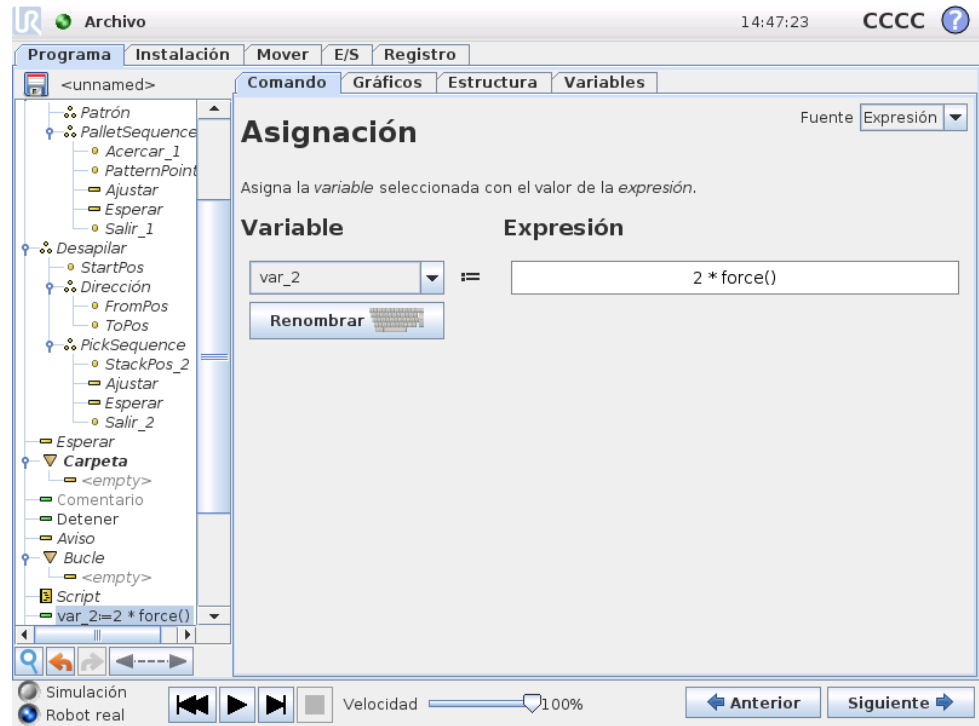 UR Archivo 14:47:23 CCCC ?
Programa Instalación Mover E/S Registro
<unnamed>
Comando Gráficos Estructura Variables
Patrón
PalletSequence
Acercar_1
PatternPoint
Ajustar
Esperar
Salir_1
Desapilar
StartPos
Dirección
FromPos
ToPos
PickSequence
StackPos_2
Ajustar
Esperar
Salir_2
Esperar
Carpeta
<empty>
Comentario
Detener
Aviso
Bucle
<empty>
Script
var_2:=2 * force()
Asignación
Fuente Expresión
Asigna la variable seleccionada con el valor de la expresión.
Variable Expresión
var_2 := 2 * force()
Renombrar
Simulación
Robot real
Velocidad 100%
Anterior Siguiente